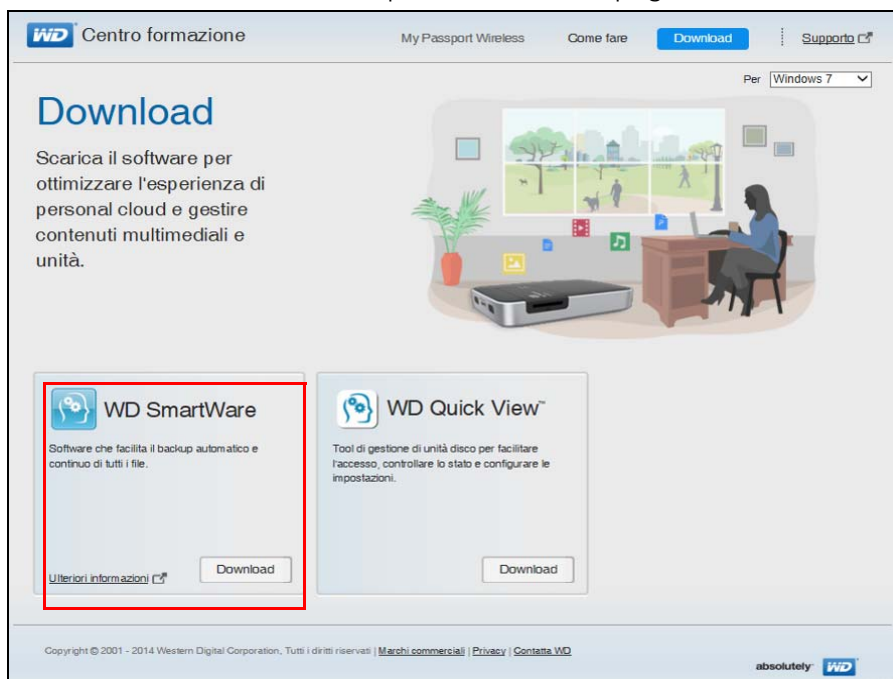 WD Centro formazione
My Passport Wireless Come fare Download Supporto
Per Windows 7
Download
Scarica il software per
ottimizzare l'esperienza di
personal cloud e gestire
contenuti multimediali e
unità.
WD SmartWare
Software che facilita il backup automatico e
continuo di tutti i file.
Ulteriori informazioni
Download
WD Quick View™
Tool di gestione di unità disco per facilitare
l'accesso, controllare lo stato e configurare le
impostazioni.
Download
Copyright © 2001 - 2014 Western Digital Corporation, Tutti i diritti riservati | Marchi commerciali | Privacy | Contatta WD
absolutely WD